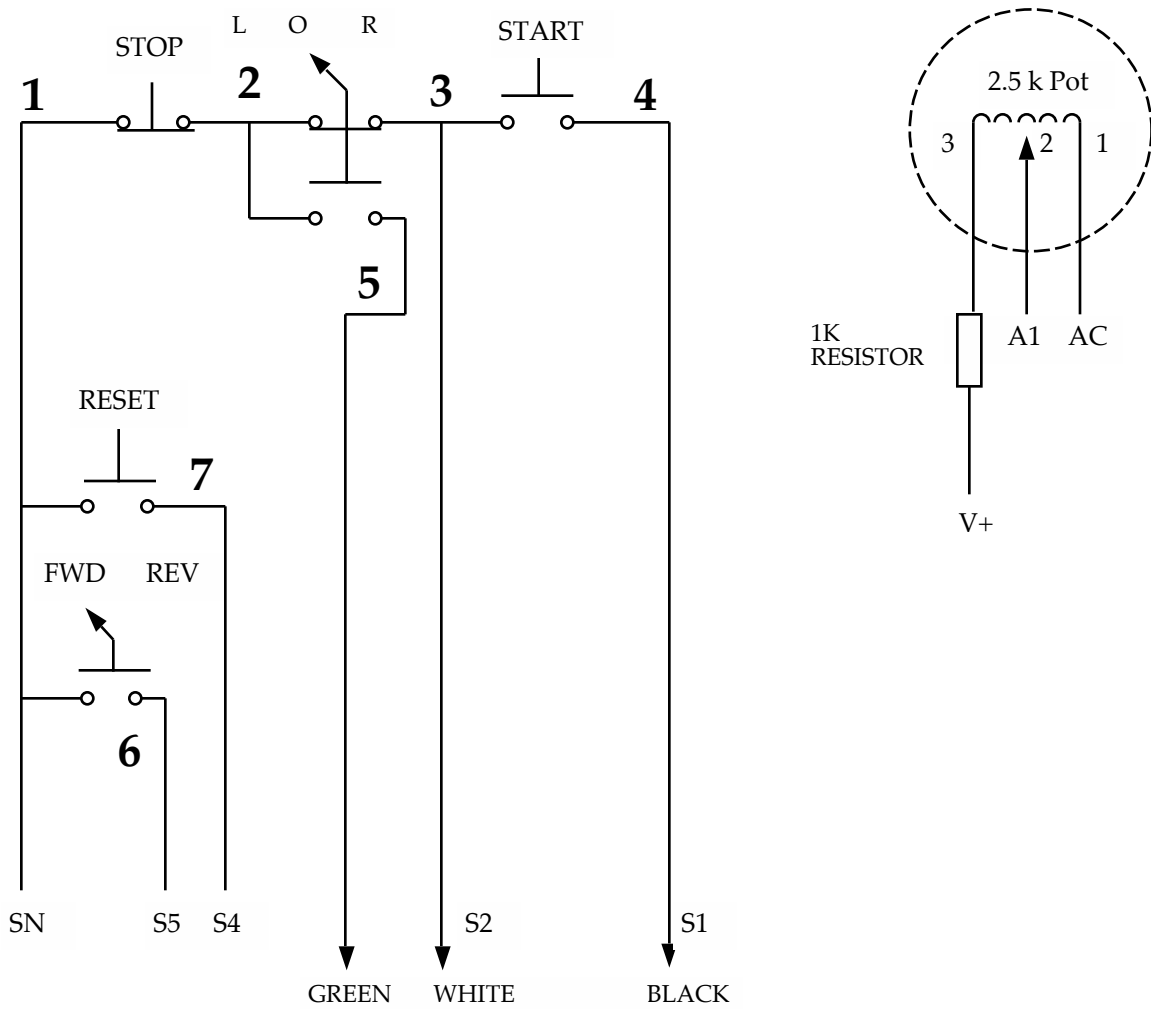 L O R
START
STOP
1
2
3
4
5
RESET
7
FWD REV
6
SN S5 S4 S2 S1
GREEN WHITE BLACK
2.5 k Pot
3 2 1
1K
RESISTOR
A1 AC
V+